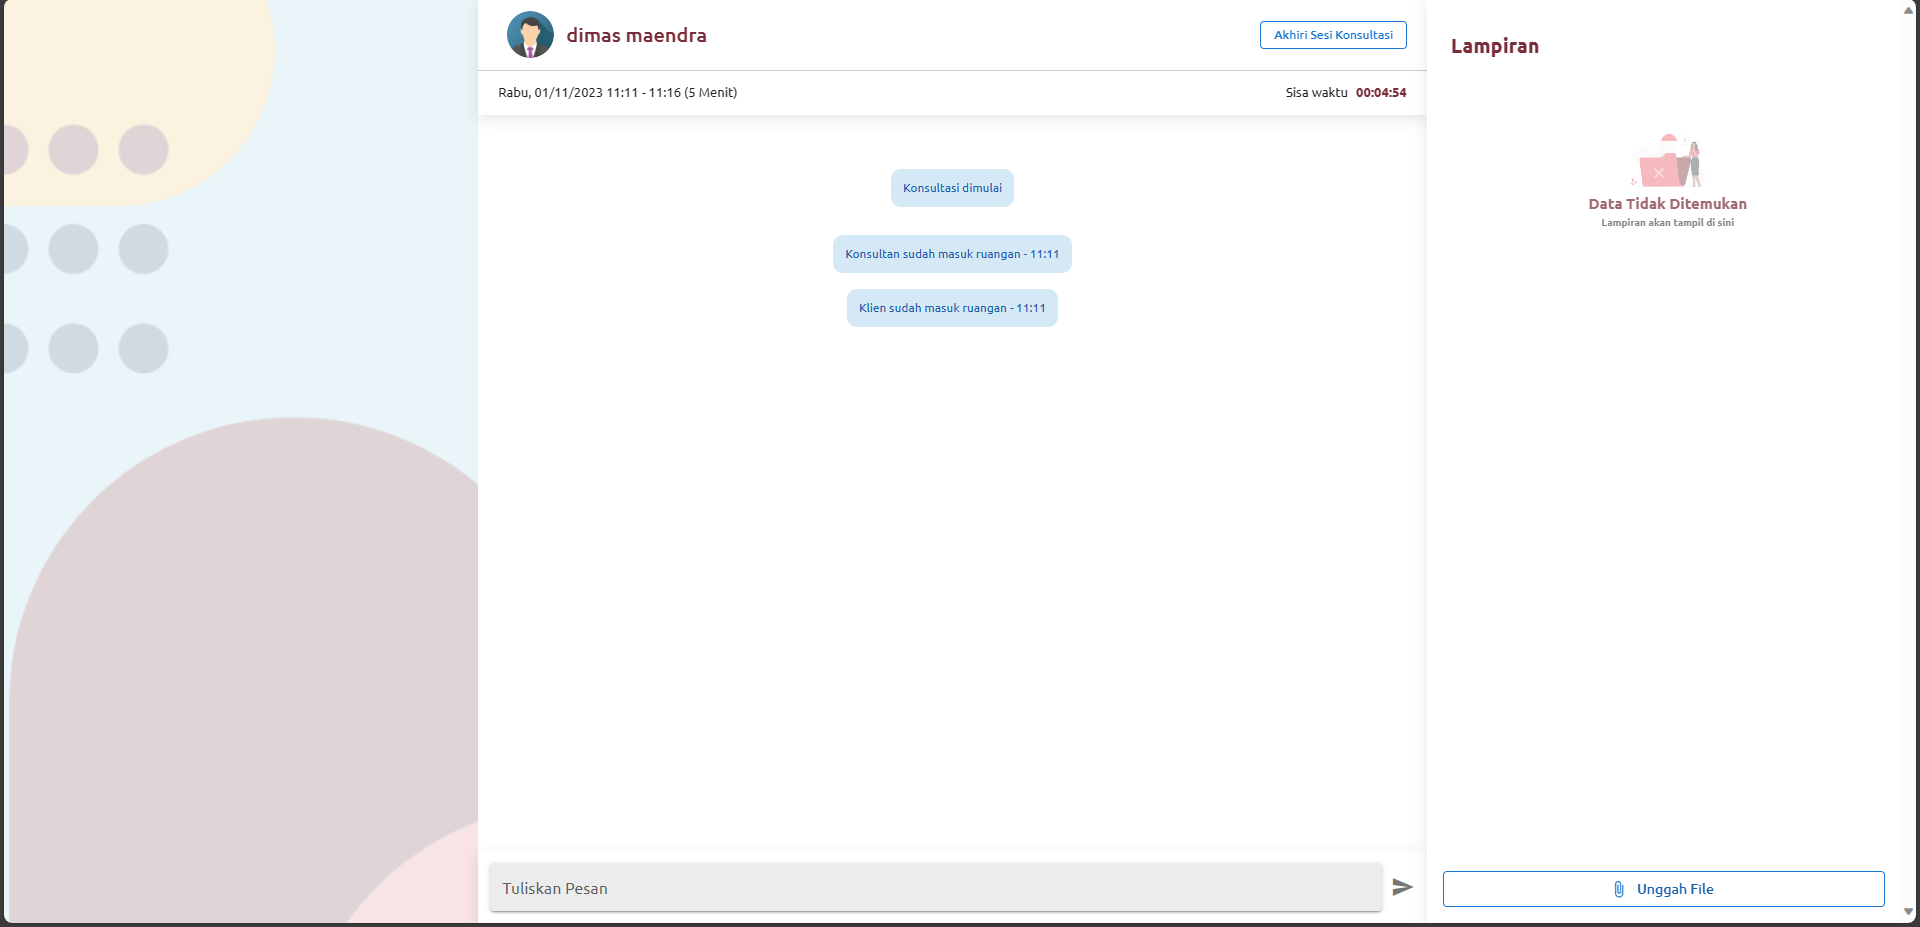 dimas maendra
Akhiri Sesi Konsultasi
Rabu, 01/11/2023 11:11 - 11:16 (5 Menit)
Sisa waktu 00:04:54
Konsultasi dimulai
Konsultan sudah masuk ruangan - 11:11
Klien sudah masuk ruangan - 11:11
Tuliskan Pesan
Lampiran
Data Tidak Ditemukan
Lampiran akan tampil di sini
Unggah File